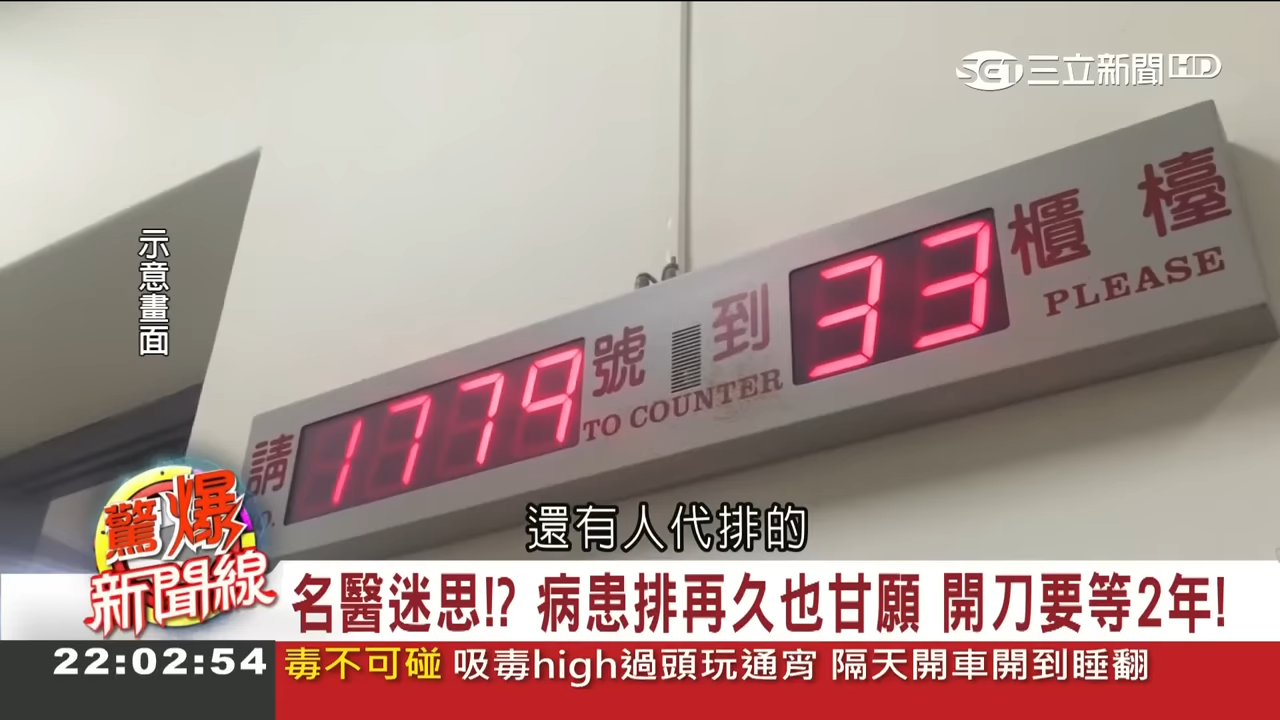 SET三立新聞HD
示意畫面
請 1779 號 到 33 櫃檯
TO COUNTER PLEASE
還有人代排的
驚爆
新聞線
名醫迷思!? 病患排再久也甘願 開刀要等2年!
22:02:54
毒不可碰 吸毒high過頭玩通宵 隔天開車開到睡翻